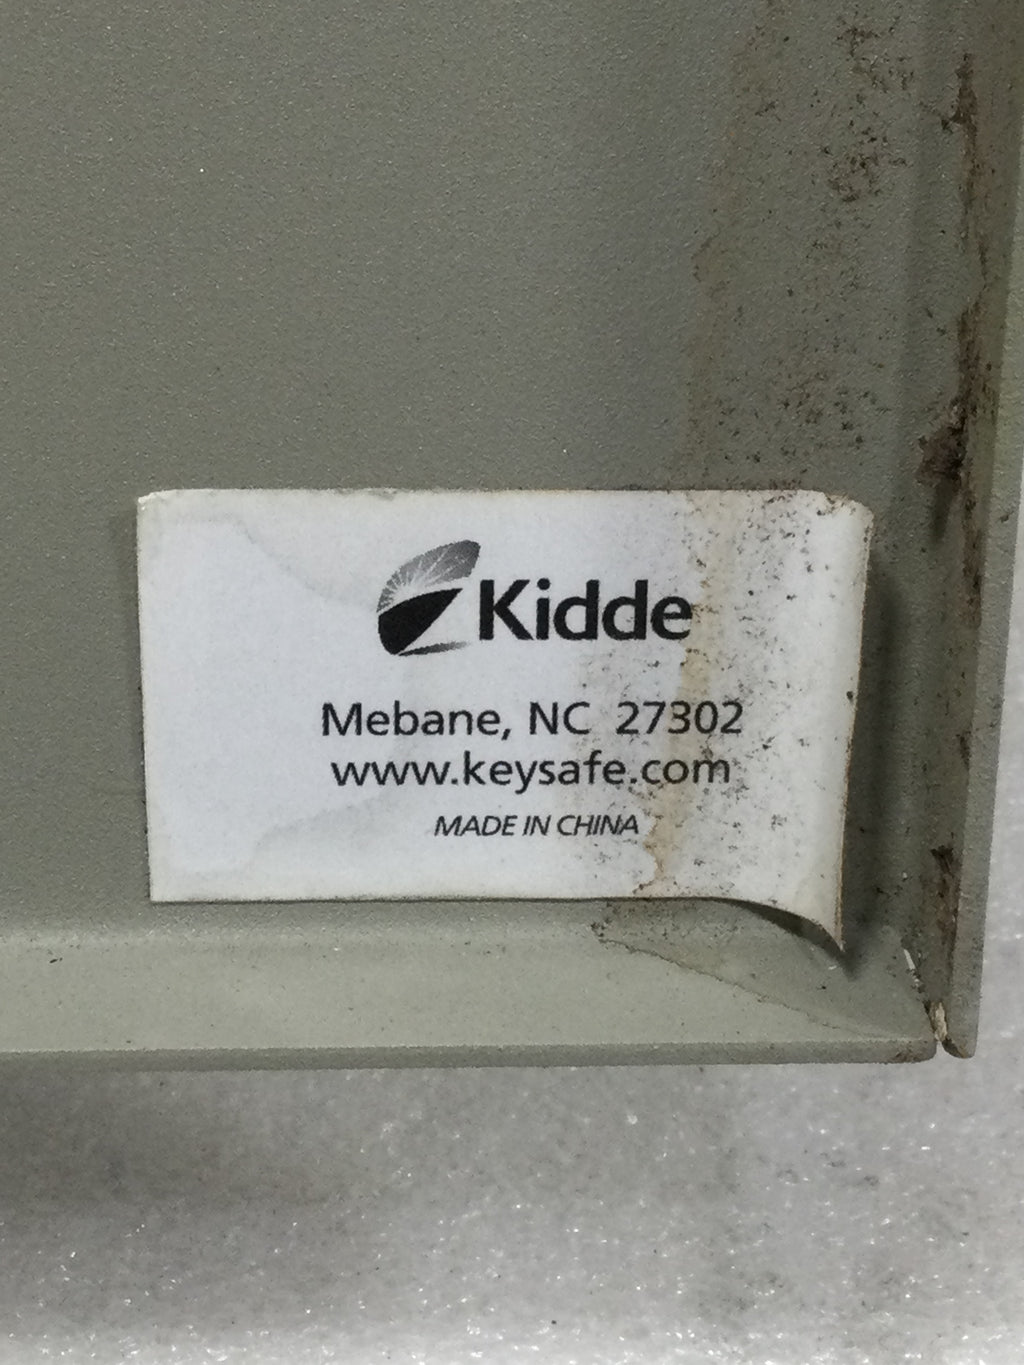 Kidde
Mebane, NC 27302
www.keysafe.com
MADE IN CHINA